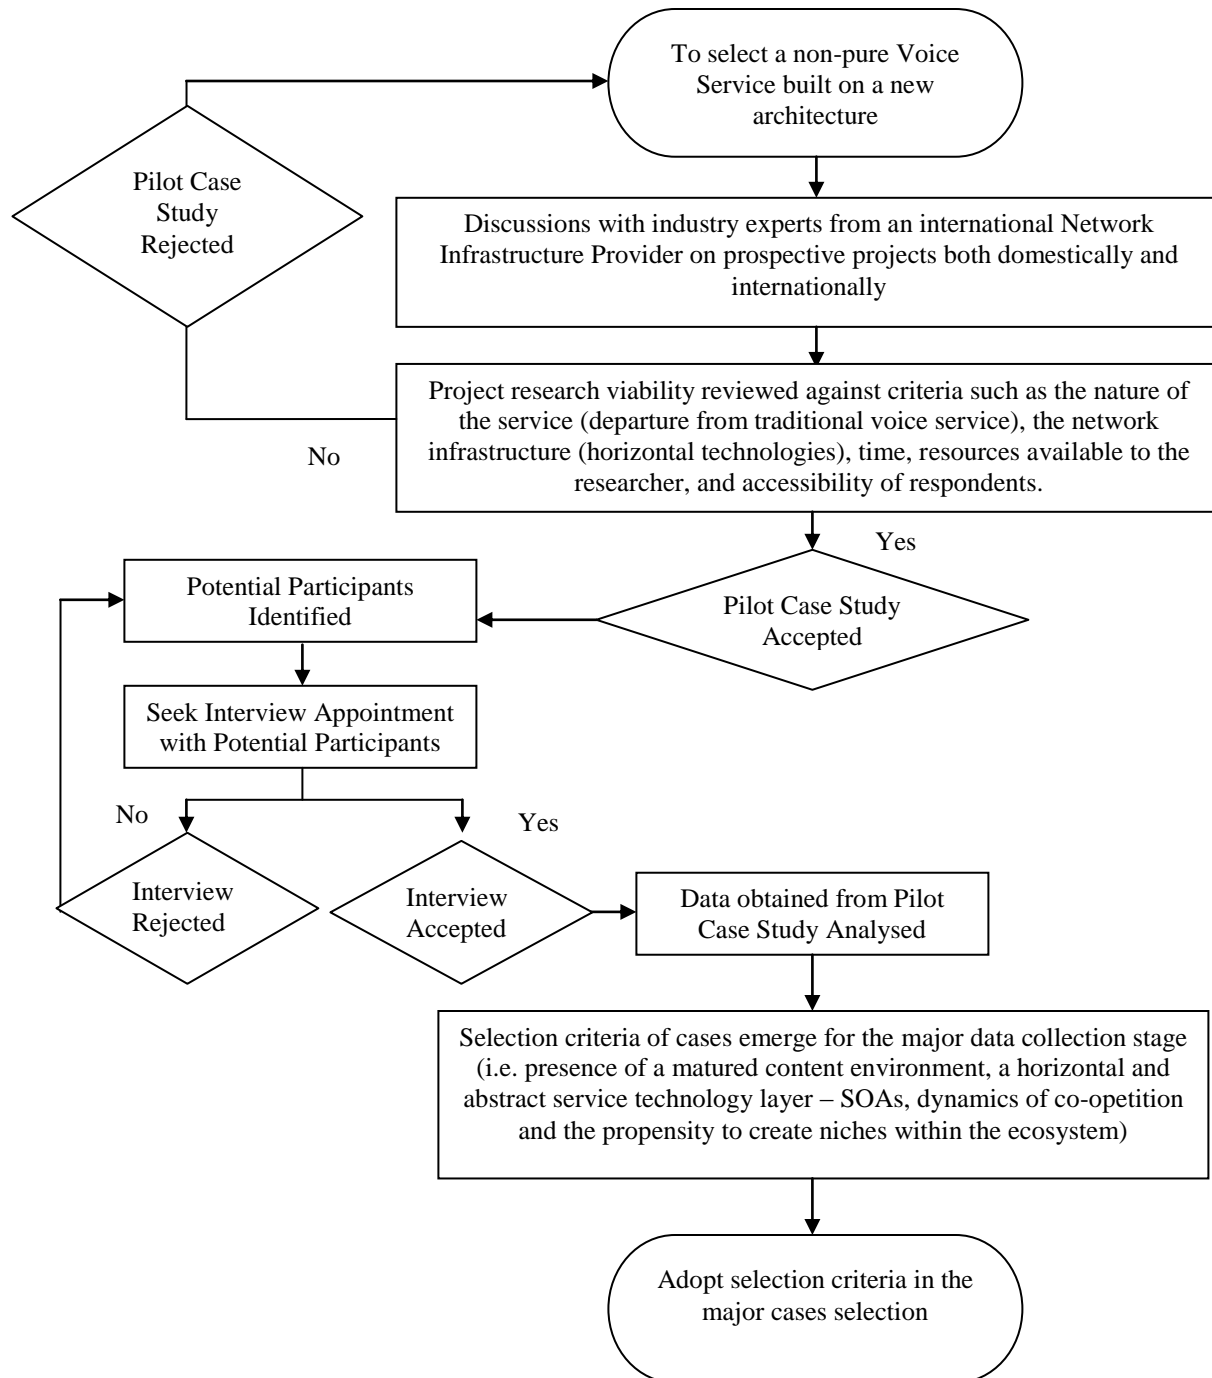 To select a non-pure Voice
Service built on a new
architecture
Pilot Case
Study
Rejected
Discussions with industry experts from an international Network
Infrastructure Provider on prospective projects both domestically and
internationally
Project research viability reviewed against criteria such as the nature of
the service (departure from traditional voice service), the network
infrastructure (horizontal technologies), time, resources available to the
researcher, and accessibility of respondents.
No
Yes
Pilot Case Study
Accepted
Potential Participants
Identified
Seek Interview Appointment
with Potential Participants
No
Yes
Interview
Rejected
Interview
Accepted
Data obtained from Pilot
Case Study Analysed
Selection criteria of cases emerge for the major data collection stage
(i.e. presence of a matured content environment, a horizontal and
abstract service technology layer – SOAs, dynamics of co-opetition
and the propensity to create niches within the ecosystem)
Adopt selection criteria in the
major cases selection